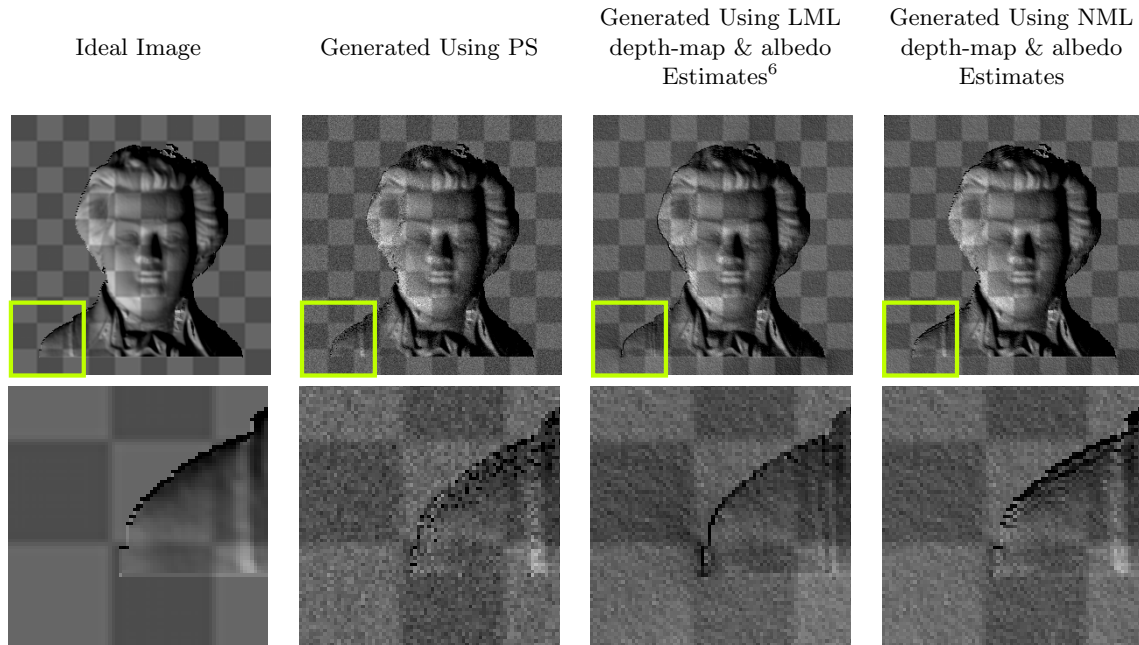 Ideal Image
Generated Using PS
Generated Using LML
depth-map & albedo
Estimates⁶
Generated Using NML
depth-map & albedo
Estimates